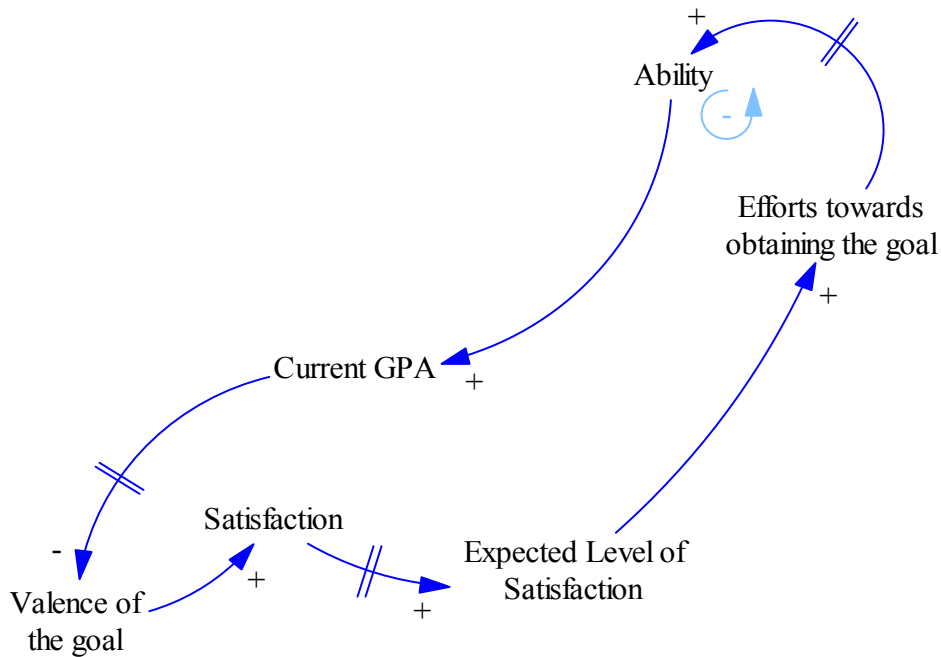 +
Ability
-
Efforts towards
obtaining the goal
+
Current GPA
+
Satisfaction
+
-
Expected Level of
Satisfaction
+
Valence of
the goal